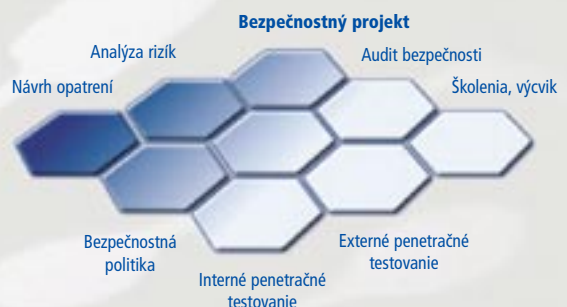 Bezpečnostný projekt
Analýza rizík
Audit bezpečnosti
Návrh opatrení
Školenia, výcvik
Bezpečnostná
politika
Externé penetračné
testovanie
Interné penetračné
testovanie